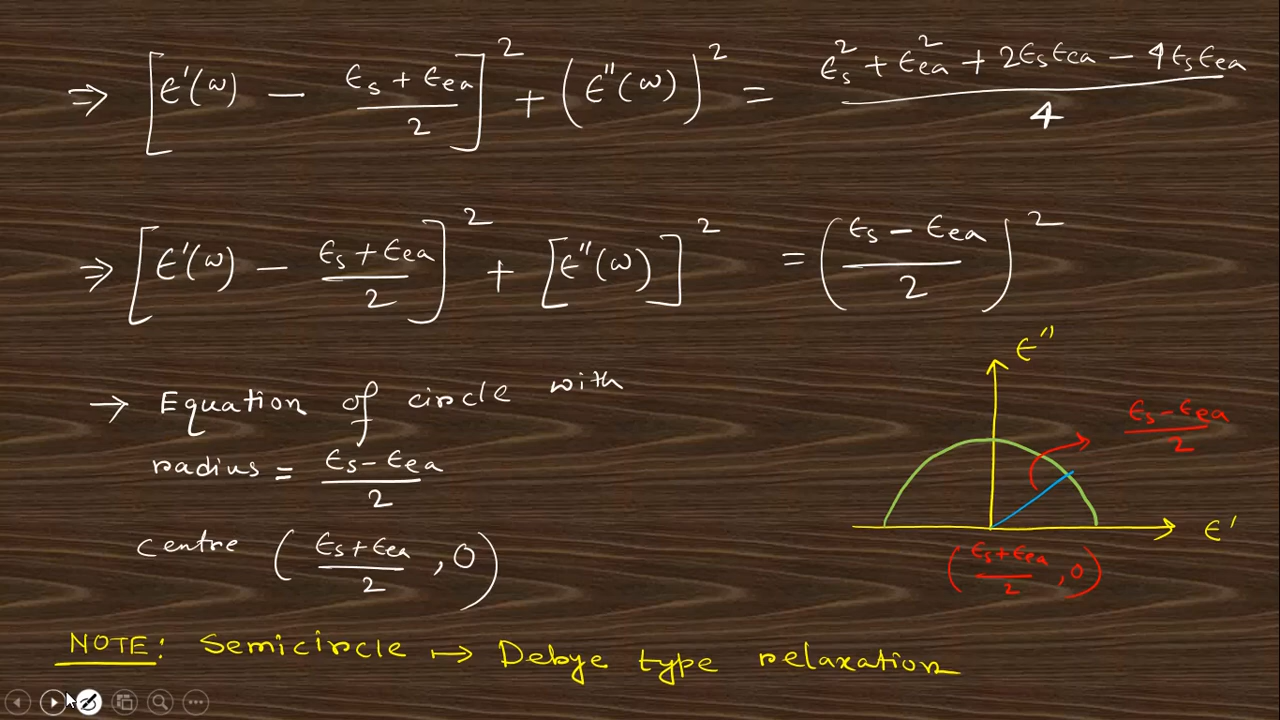 ⇒ [ϵ'(ω) − (ϵs + ϵea)/2]² + (ϵ''(ω))² = (ϵs² + ϵea² + 2ϵsϵea − 4ϵsϵea)/4
⇒ [ϵ'(ω) − (ϵs + ϵea)/2]² + [ϵ''(ω)]² = ((ϵs − ϵea)/2)²
→ Equation of circle with
radius = (ϵs − ϵea)/2
centre ((ϵs + ϵea)/2, 0)
ϵ''
(ϵs − ϵea)/2
ϵ'
((ϵs + ϵea)/2, 0)
NOTE: Semicircle ↦ Debye type relaxation